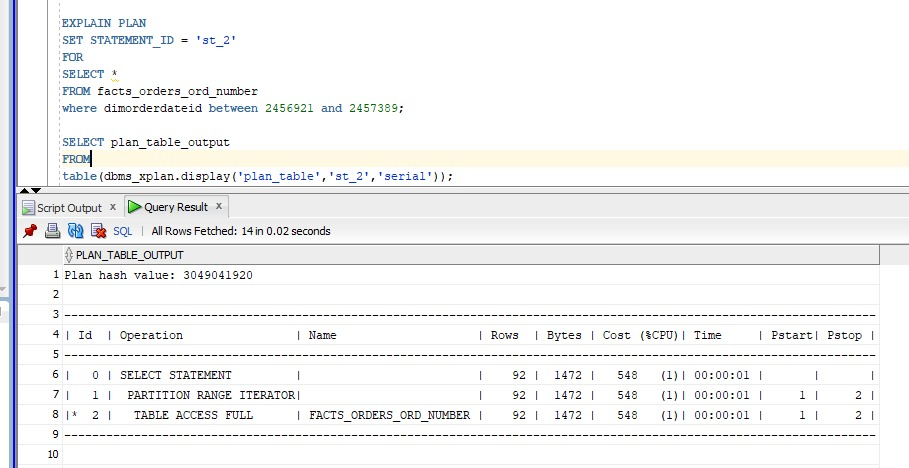 EXPLAIN PLAN
SET STATEMENT_ID = 'st_2'
FOR
SELECT *
FROM facts_orders_ord_number
where dimorderdateid between 2456921 and 2457389;
SELECT plan_table_output
FROM
table(dbms_xplan.display('plan_table','st_2','serial'));
Script Output x Query Result x
SQL | All Rows Fetched: 14 in 0.02 seconds
PLAN_TABLE_OUTPUT
1 Plan hash value: 3049041920
2
3 --------------------------------------------------------------------------------------------------------------
4 | Id | Operation | Name | Rows | Bytes | Cost (%CPU)| Time | Pstart| Pstop |
5 --------------------------------------------------------------------------------------------------------------
6 | 0 | SELECT STATEMENT | | 92 | 1472 | 548 (1)| 00:00:01 | | |
7 | 1 | PARTITION RANGE ITERATOR| | 92 | 1472 | 548 (1)| 00:00:01 | 1 | 2 |
8 |* 2 | TABLE ACCESS FULL | FACTS_ORDERS_ORD_NUMBER | 92 | 1472 | 548 (1)| 00:00:01 | 1 | 2 |
9 --------------------------------------------------------------------------------------------------------------
10